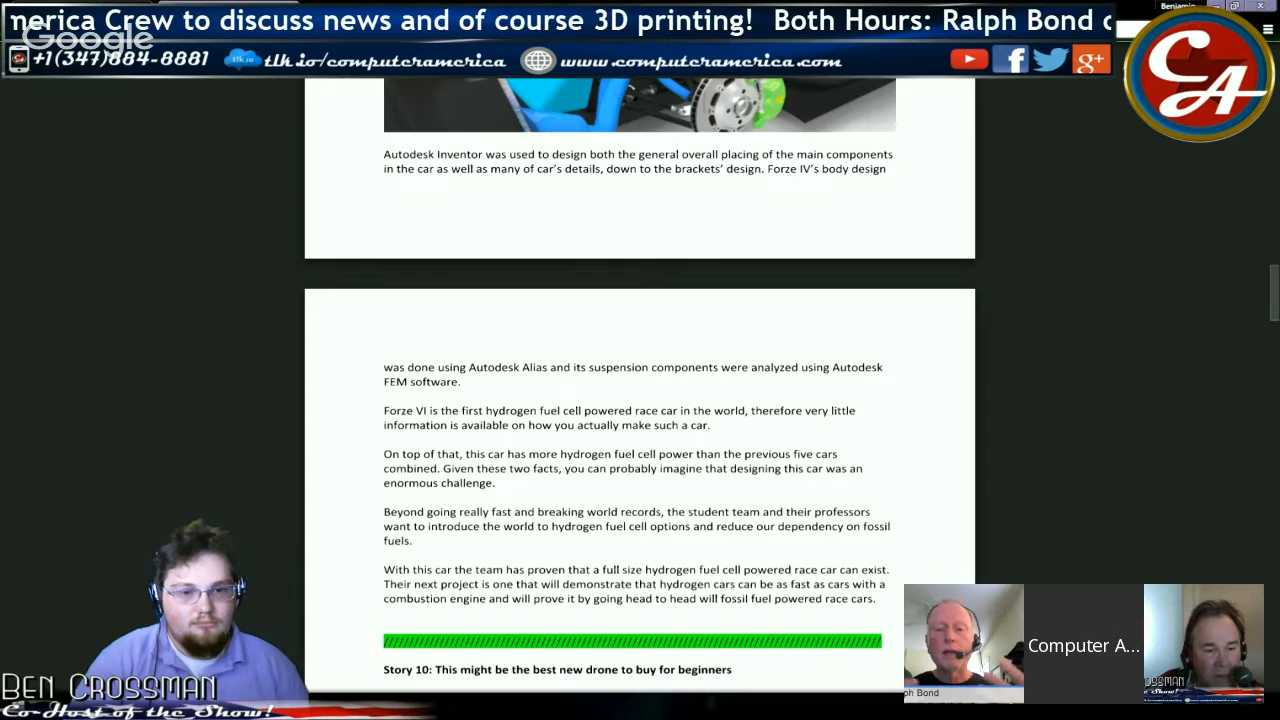 nerica Crew to discuss news and of course 3D printing!  Both Hours: Ralph Bond c
Google
+1(347)884-8881
tlk.io/computeramerica
www.computeramerica.com
g+
Benjamin
CA
Autodesk Inventor was used to design both the general overall placing of the main components
in the car as well as many of car's details, down to the brackets' design. Forze IV's body design
was done using Autodesk Alias and its suspension components were analyzed using Autodesk
FEM software.
Forze VI is the first hydrogen fuel cell powered race car in the world, therefore very little
information is available on how you actually make such a car.
On top of that, this car has more hydrogen fuel cell power than the previous five cars
combined. Given these two facts, you can probably imagine that designing this car was an
enormous challenge.
Beyond going really fast and breaking world records, the student team and their professors
want to introduce the world to hydrogen fuel cell options and reduce our dependency on fossil
fuels.
With this car the team has proven that a full size hydrogen fuel cell powered race car can exist.
Their next project is one that will demonstrate that hydrogen cars can be as fast as cars with a
combustion engine and will prove it by going head to head will fossil fuel powered race cars.
////////////////////////////////////////////////////////////////////////////////
Story 10: This might be the best new drone to buy for beginners
Ben Crossman
Co-Host of the Show!
ph Bond
Computer A...
ROSSMAN